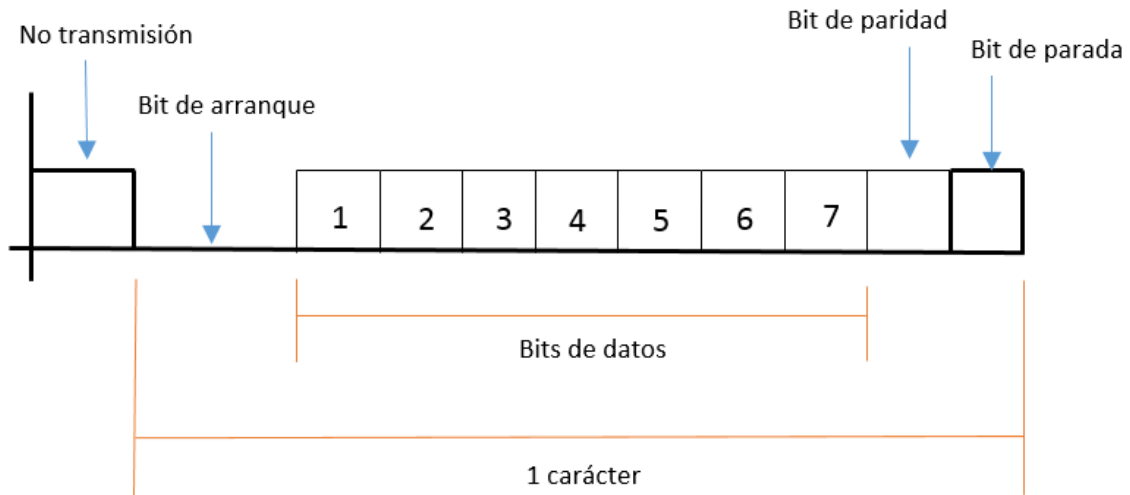 No transmisión
Bit de arranque
Bit de paridad
Bit de parada
1 2 3 4 5 6 7
Bits de datos
1 carácter